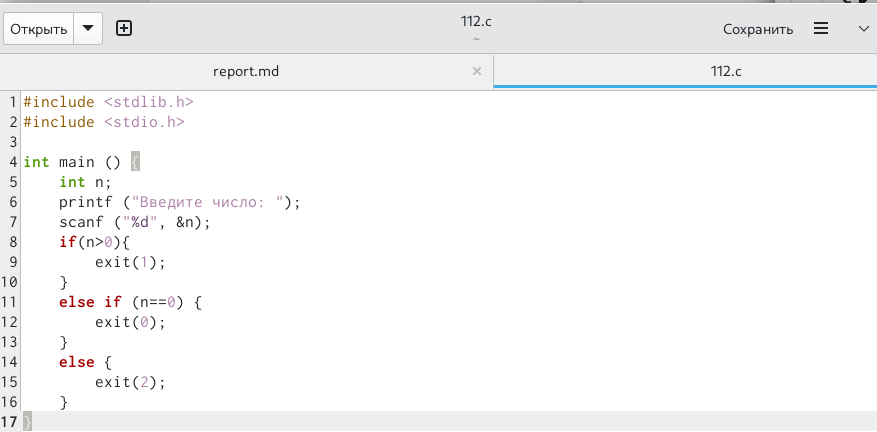 Открыть 112.c Сохранить
~
report.md × 112.c
1 #include <stdlib.h>
2 #include <stdio.h>
3
4 int main () {
5     int n;
6     printf ("Введите число: ");
7     scanf ("%d", &n);
8     if(n>0){
9         exit(1);
10     }
11     else if (n==0) {
12         exit(0);
13     }
14     else {
15         exit(2);
16     }
17 }